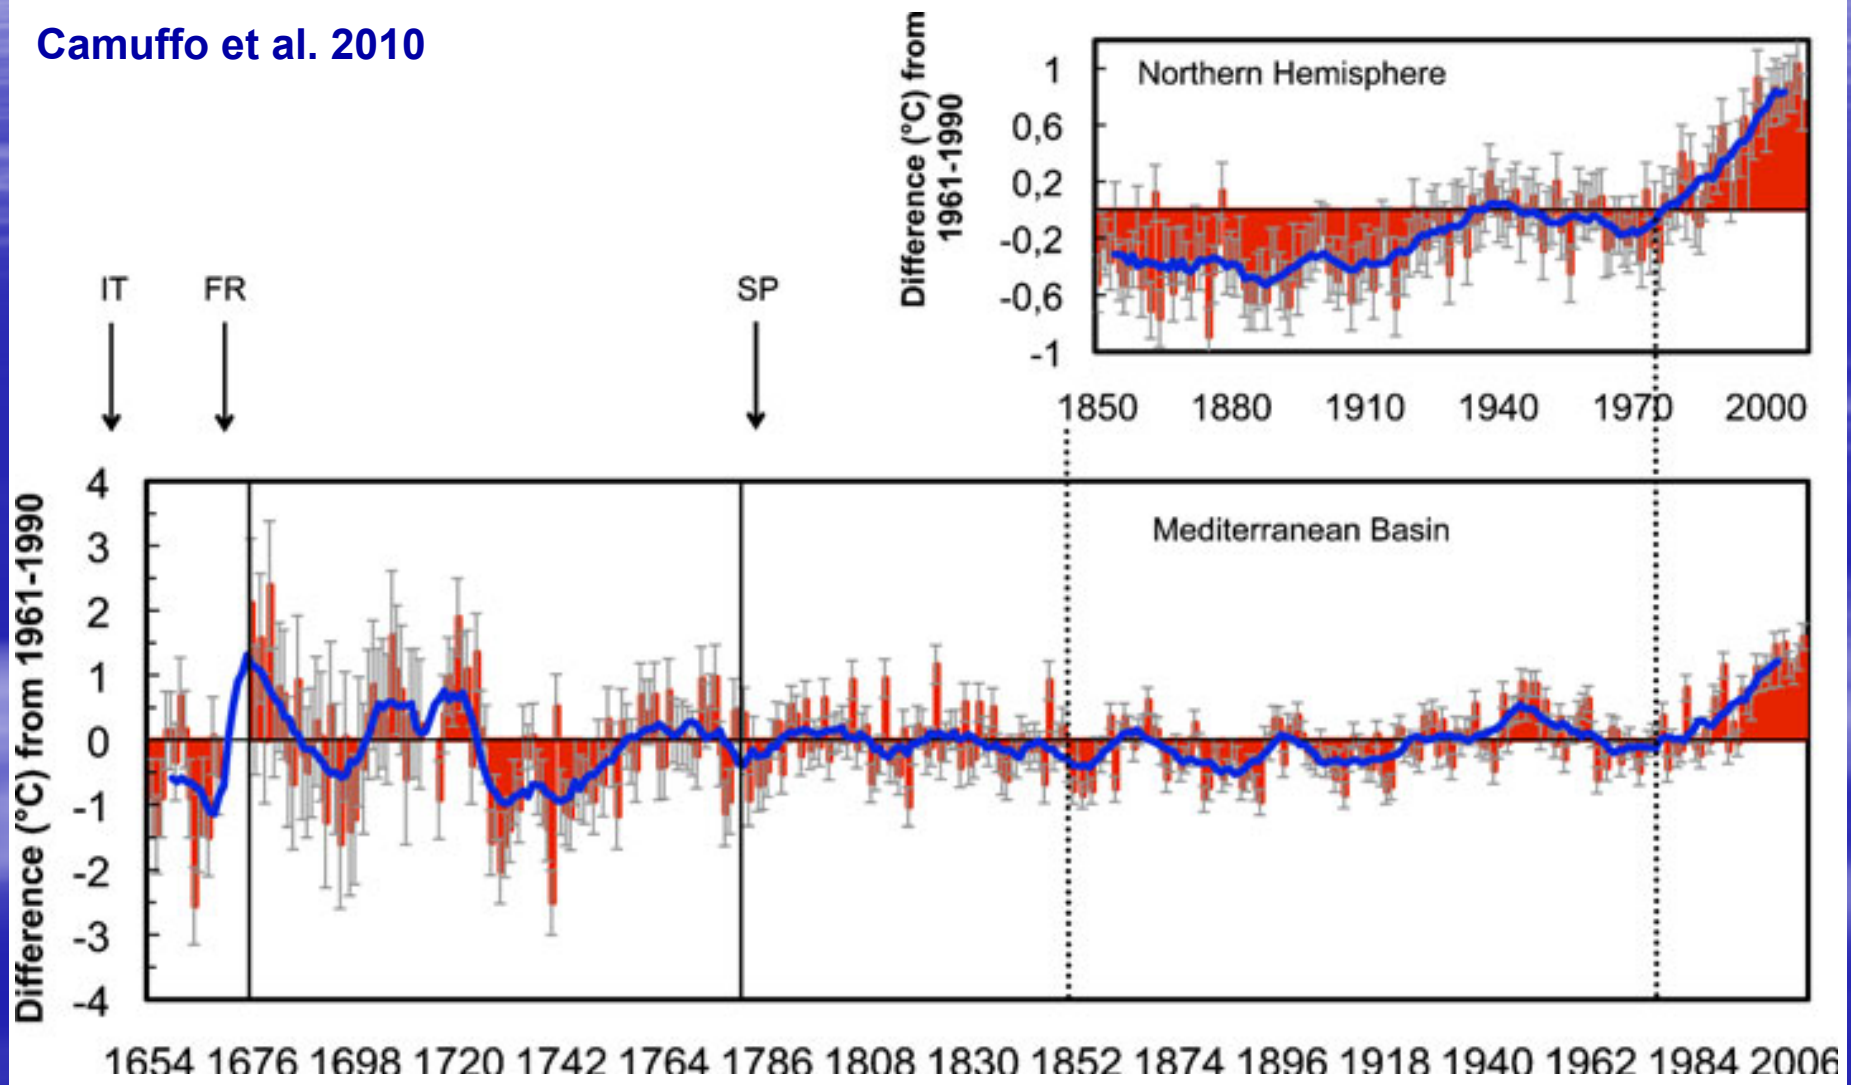 Camuffo et al. 2010
Difference (°C) from
1961-1990
Northern Hemisphere
1
0,6
0,2
-0,2
-0,6
-1
1850 1880 1910 1940 1970 2000
IT FR SP
Difference (°C) from 1961-1990
Mediterranean Basin
4
3
2
1
0
-1
-2
-3
-4
1654 1676 1698 1720 1742 1764 1786 1808 1830 1852 1874 1896 1918 1940 1962 1984 2006